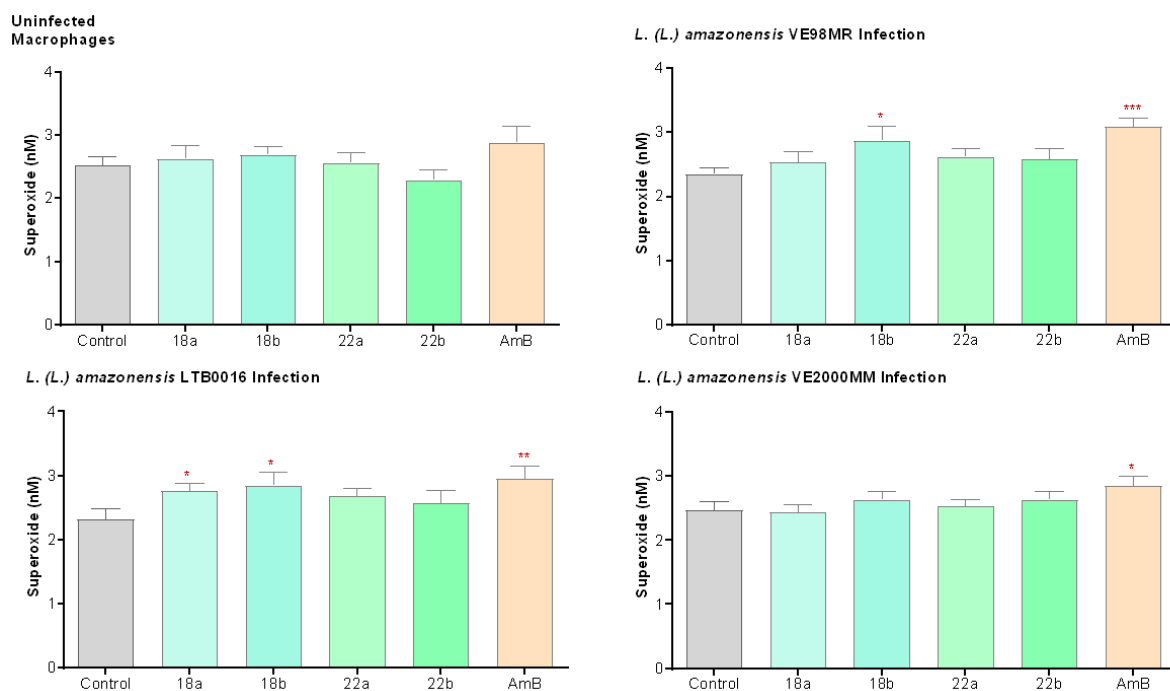 Uninfected
Macrophages
4
3
2
1
0
Superoxide (nM)
Control 18a 18b 22a 22b AmB
L. (L.) amazonensis VE98MR Infection
4
3
2
1
0
Superoxide (nM)
*
***
Control 18a 18b 22a 22b AmB
L. (L.) amazonensis LTB0016 Infection
4
3
2
1
0
Superoxide (nM)
*
*
**
Control 18a 18b 22a 22b AmB
L. (L.) amazonensis VE2000MM Infection
4
3
2
1
0
Superoxide (nM)
*
Control 18a 18b 22a 22b AmB